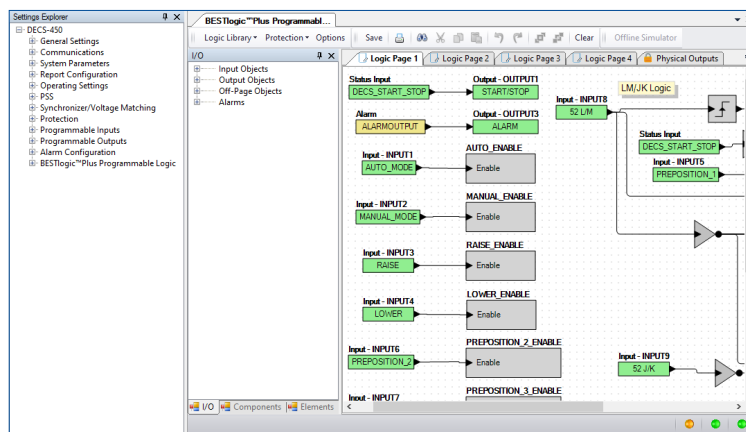 Settings Explorer
DECS-450
General Settings
Communications
System Parameters
Report Configuration
Operating Settings
PSS
Synchronizer/Voltage Matching
Protection
Programmable Inputs
Programmable Outputs
Alarm Configuration
BESTlogic™Plus Programmable Logic
BESTlogic™Plus Programmabl...
Logic Library Protection Options Save Clear Offline Simulator
I/O
Input Objects
Output Objects
Off-Page Objects
Alarms
I/O Components Elements
Logic Page 1 Logic Page 2 Logic Page 3 Logic Page 4 Physical Outputs
Status Input
DECS_START_STOP
Output - OUTPUT1
START/STOP
Alarm
ALARMOUTPUT
Output - OUTPUT3
ALARM
Input - INPUT1
AUTO_MODE
AUTO_ENABLE
Enable
Input - INPUT2
MANUAL_MODE
MANUAL_ENABLE
Enable
Input - INPUT3
RAISE
RAISE_ENABLE
Enable
Input - INPUT4
LOWER
LOWER_ENABLE
Enable
Input - INPUT6
PREPOSITION_2
PREPOSITION_2_ENABLE
Enable
Input - INPUT7
PREPOSITION_3_ENABLE
LM/JK Logic
Input - INPUT8
52 L/M
Status Input
DECS_START_STOP
Input - INPUT5
PREPOSITION_1
Input - INPUT9
52 J/K